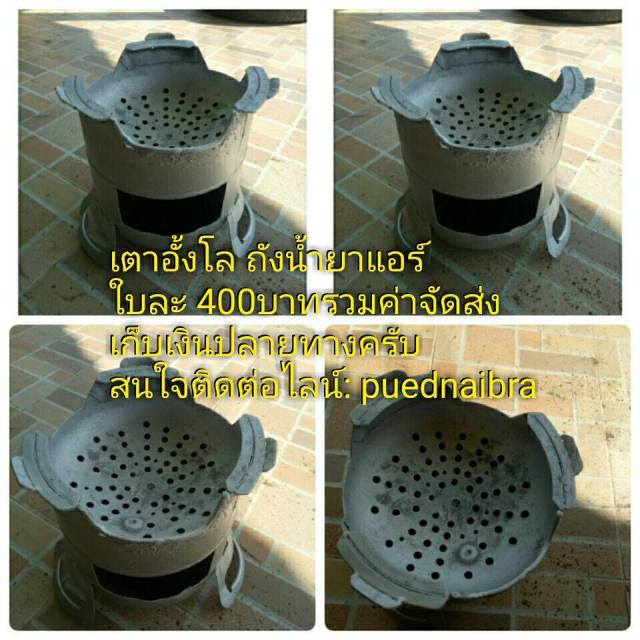 เตาอั้งโล่ ถังน้ำยาแอร์
ใบละ 400บาทรวมค่าจัดส่ง
เก็บเงินปลายทางครับ
สนใจติดต่อไลน์: puednaibra